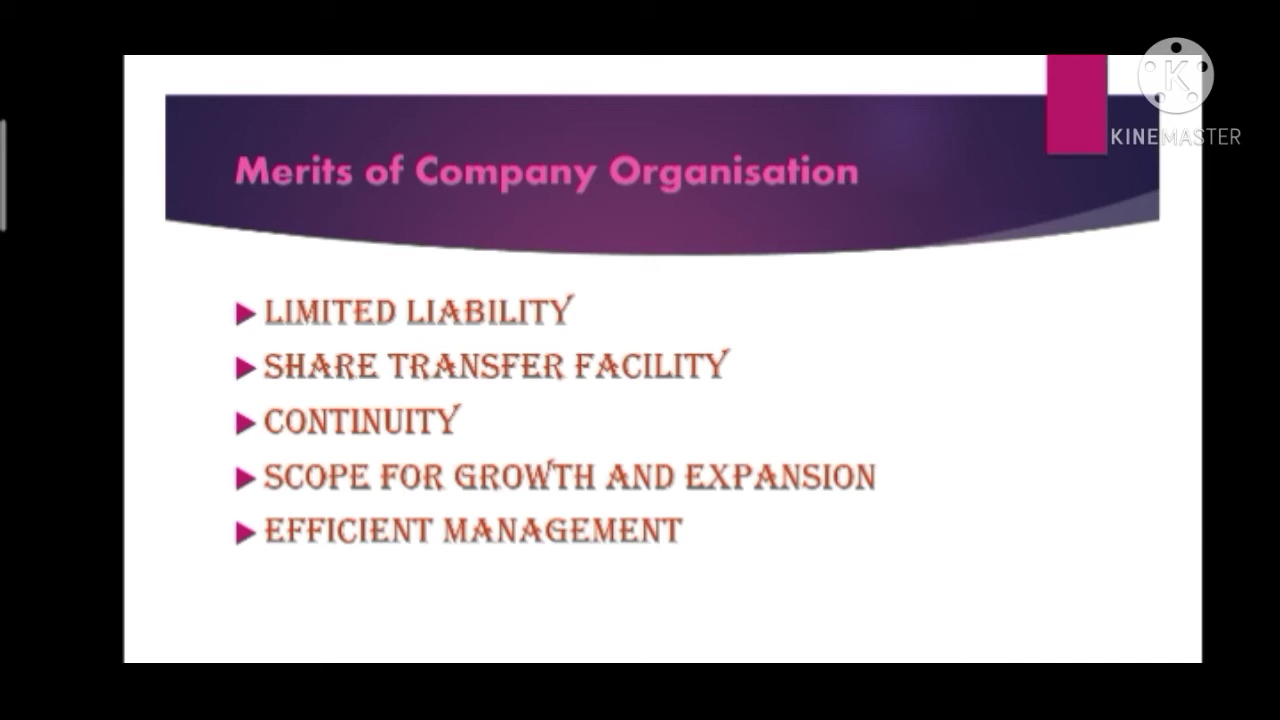 K
KINEMASTER
Merits of Company Organisation
LIMITED LIABILITY
SHARE TRANSFER FACILITY
CONTINUITY
SCOPE FOR GROWTH AND EXPANSION
EFFICIENT MANAGEMENT